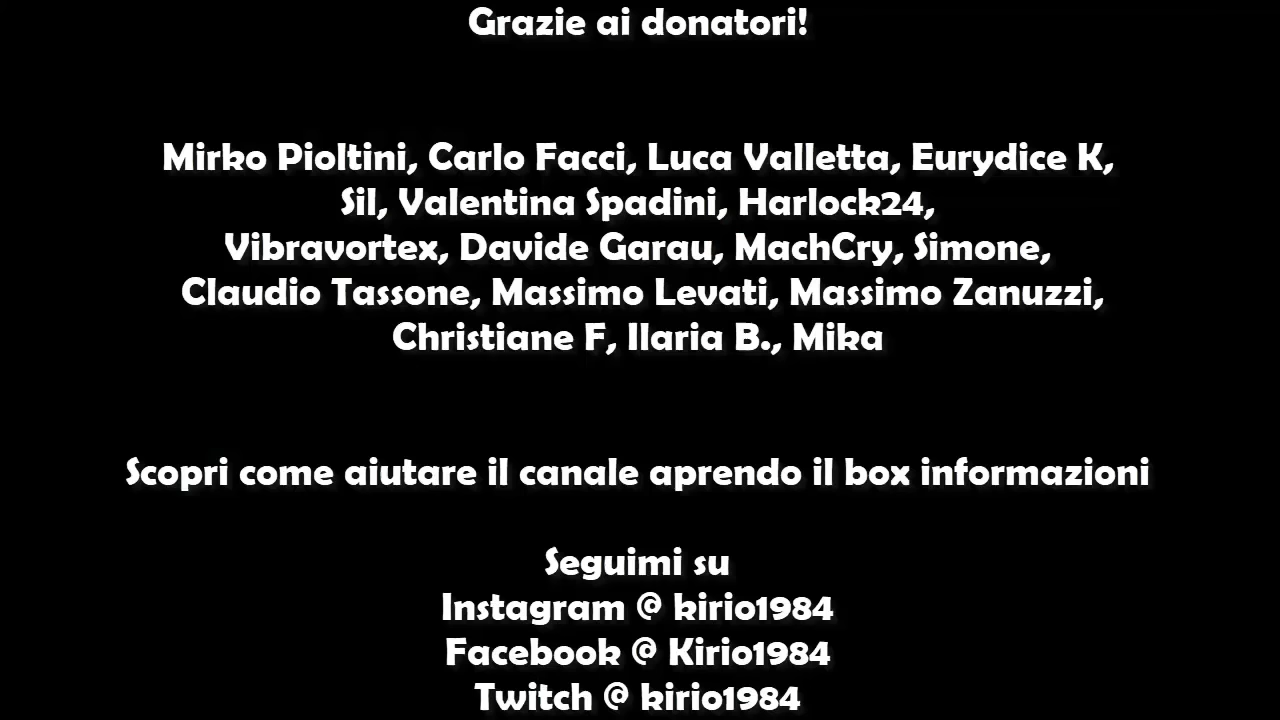 Grazie ai donatori!
Mirko Pioltini, Carlo Facci, Luca Valletta, Eurydice K,
Sil, Valentina Spadini, Harlock24,
Vibravortex, Davide Garau, MachCry, Simone,
Claudio Tassone, Massimo Levati, Massimo Zanuzzi,
Christiane F, Ilaria B., Mika
Scopri come aiutare il canale aprendo il box informazioni
Seguimi su
Instagram @ kirio1984
Facebook @ Kirio1984
Twitch @ kirio1984